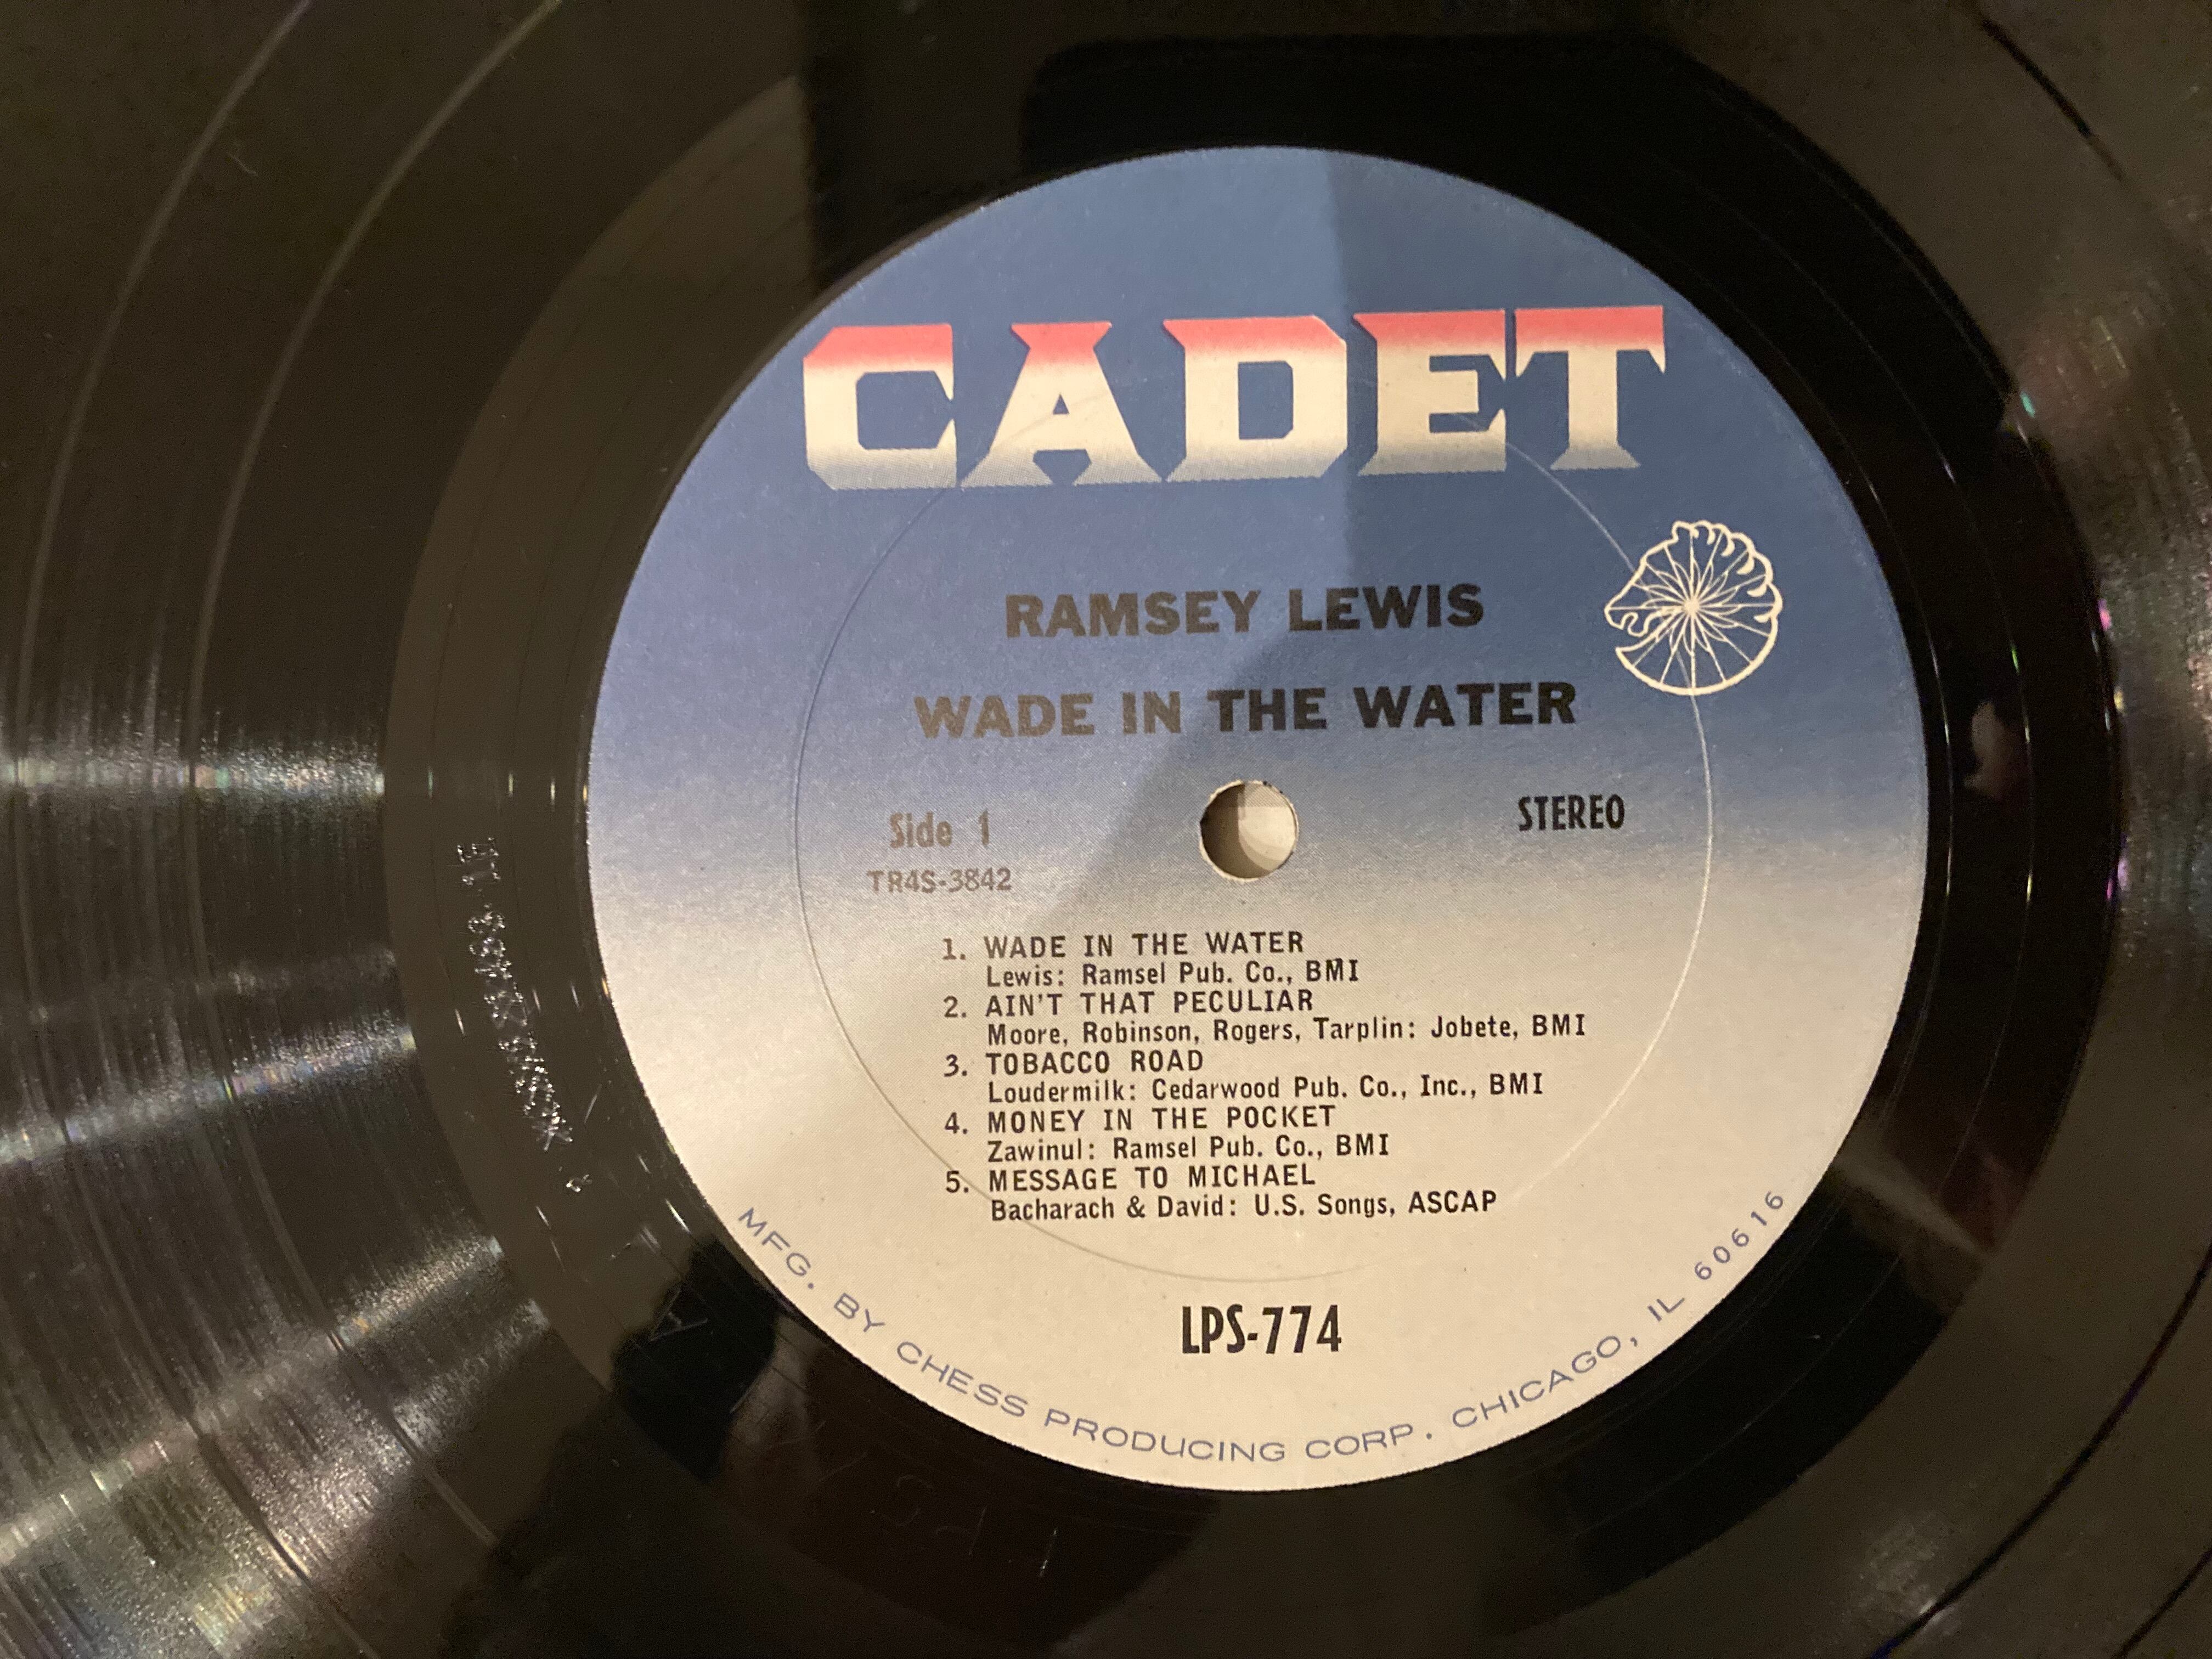 CADET
RAMSEY LEWIS
WADE IN THE WATER
Side 1
STEREO
TR4S-3842
1. WADE IN THE WATER
Lewis: Ramsel Pub. Co., BMI
2. AIN'T THAT PECULIAR
Moore, Robinson, Rogers, Tarplin: Jobete, BMI
3. TOBACCO ROAD
Loudermilk: Cedarwood Pub. Co., Inc., BMI
4. MONEY IN THE POCKET
Zawinul: Ramsel Pub. Co., BMI
5. MESSAGE TO MICHAEL
Bacharach & David: U.S. Songs, ASCAP
LPS-774
MFG. BY CHESS PRODUCING CORP. CHICAGO, IL 60616